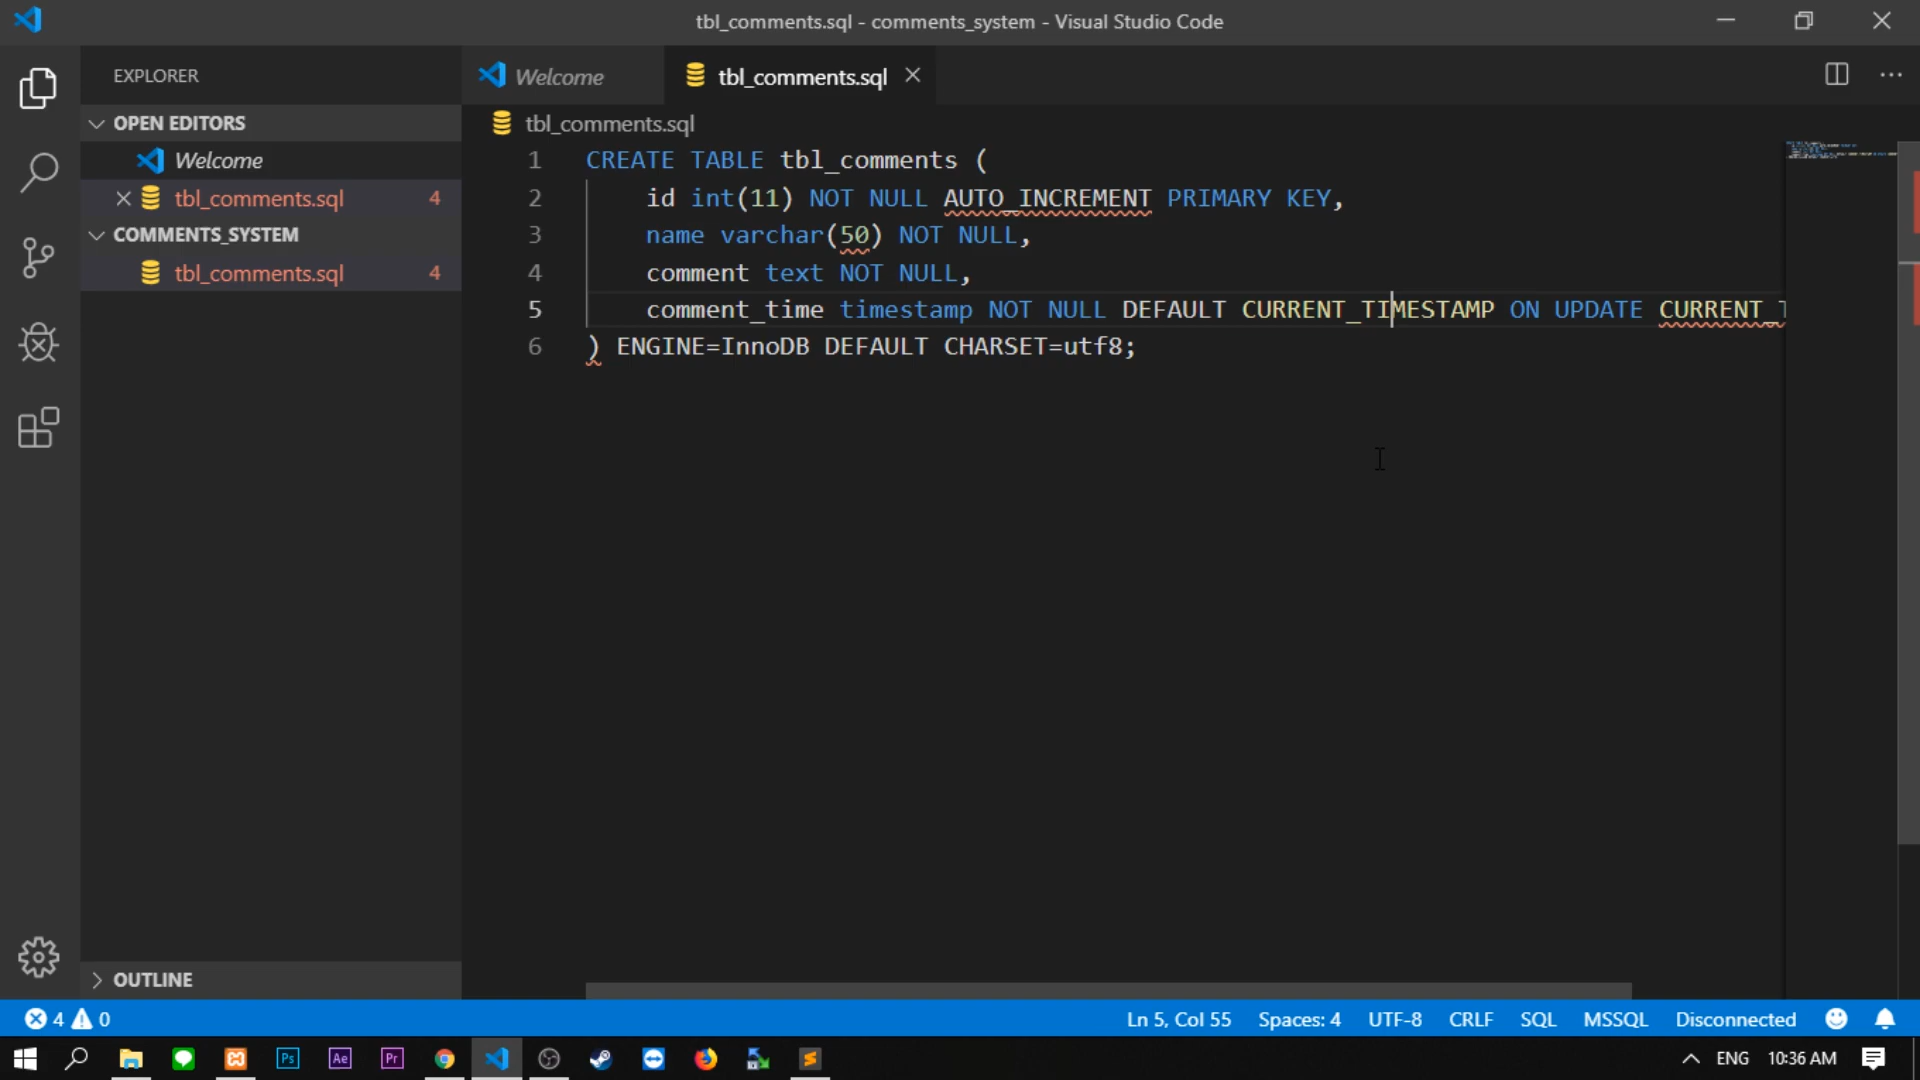 tbl_comments.sql - comments_system - Visual Studio Code
EXPLORER
Welcome
tbl_comments.sql
OPEN EDITORS
Welcome
tbl_comments.sql 4
COMMENTS_SYSTEM
tbl_comments.sql 4
OUTLINE
tbl_comments.sql
1 CREATE TABLE tbl_comments (
2 id int(11) NOT NULL AUTO_INCREMENT PRIMARY KEY,
3 name varchar(50) NOT NULL,
4 comment text NOT NULL,
5 comment_time timestamp NOT NULL DEFAULT CURRENT_TIMESTAMP ON UPDATE CURRENT_
6 ) ENGINE=InnoDB DEFAULT CHARSET=utf8;
4 0
Ln 5, Col 55 Spaces: 4 UTF-8 CRLF SQL MSSQL Disconnected
Ps Ae Pr
ENG 10:36 AM